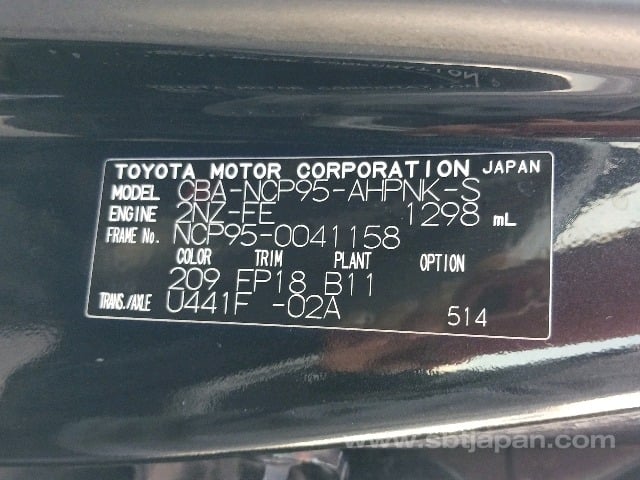 TOYOTA MOTOR CORPORATION JAPAN
MODEL CBA-NCP95-AHPNK-S
ENGINE 2NZ-FE 1298 mL
FRAME No. NCP95-0041158
COLOR TRIM PLANT OPTION
209 FP18 B11
TRANS./AXLE U441F -02A 514
www.sbtjapan.com